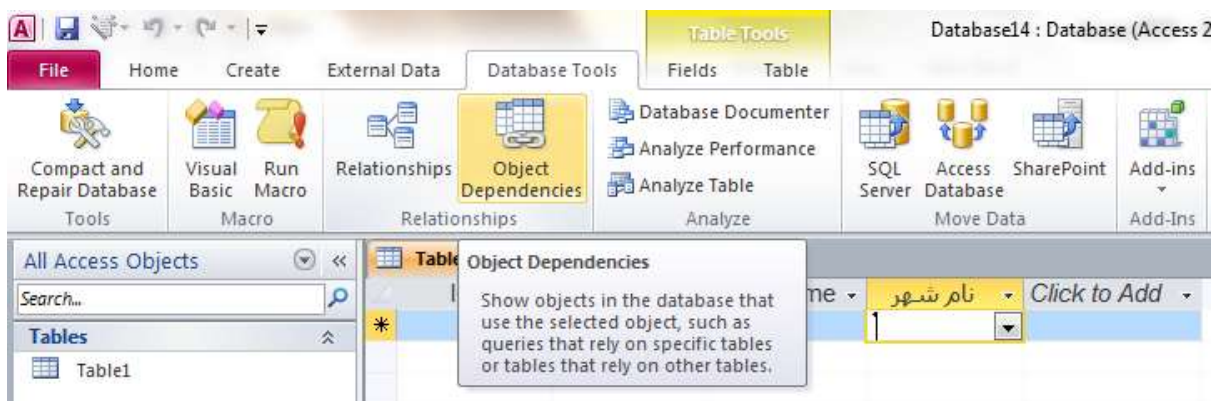 A
Table Tools
Database14 : Database (Access 2
File Home Create External Data Database Tools Fields Table
Compact and Repair Database
Visual Basic
Run Macro
Relationships
Object Dependencies
Database Documenter
Analyze Performance
Analyze Table
SQL Server
Access Database
SharePoint
Add-ins
Tools Macro Relationships Analyze Move Data Add-Ins
All Access Objects
Search...
Tables
Table1
Table
Object Dependencies
Show objects in the database that
use the selected object, such as
queries that rely on specific tables
or tables that rely on other tables.
me
نام شهر
Click to Add